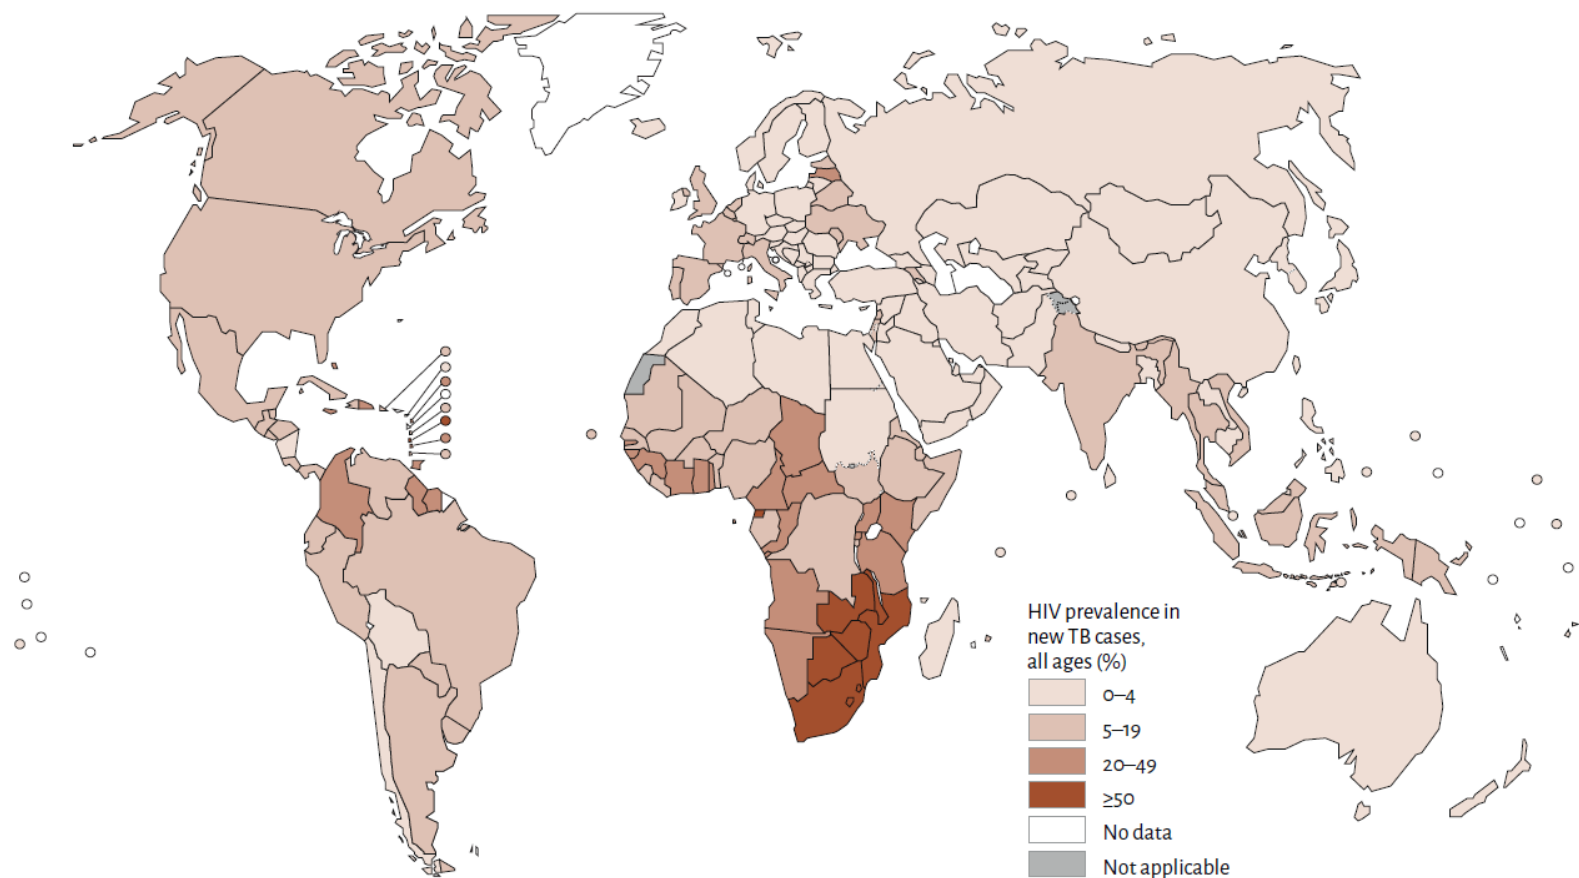 HIV prevalence in
new TB cases,
all ages (%)
0–4
5–19
20–49
≥50
No data
Not applicable